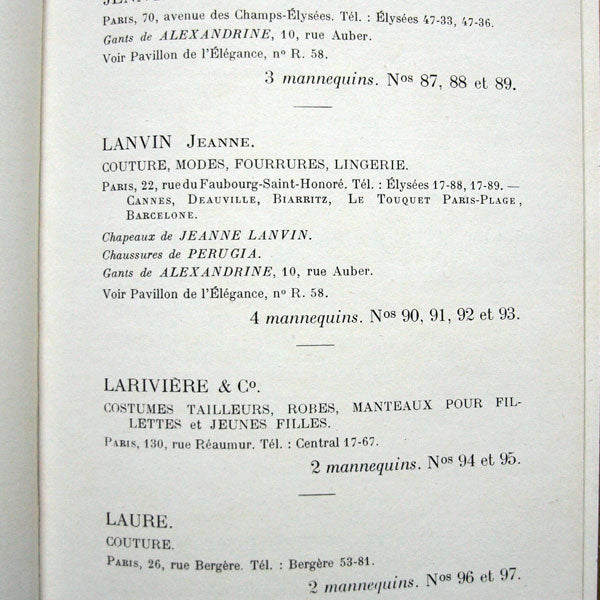 PARIS, 70, avenue des Champs-Élysées. Tél. : Élysées 47-33, 47-36.
Gants de ALEXANDRINE, 10, rue Auber.
Voir Pavillon de l'Élégance, nº R. 58.
3 mannequins. Nos 87, 88 et 89.
LANVIN JEANNE.
COUTURE, MODES, FOURRURES, LINGERIE.
PARIS, 22, rue du Faubourg-Saint-Honoré. Tél. : Élysées 17-88, 17-89. —
CANNES, DEAUVILLE, BIARRITZ, LE TOUQUET PARIS-PLAGE,
BARCELONE.
Chapeaux de JEANNE LANVIN.
Chaussures de PERUGIA.
Gants de ALEXANDRINE, 10, rue Auber.
Voir Pavillon de l'Élégance, nº R. 58.
4 mannequins. Nos 90, 91, 92 et 93.
LARIVIÈRE & Cº.
COSTUMES TAILLEURS, ROBES, MANTEAUX POUR FIL-
LETTES et JEUNES FILLES.
PARIS, 130, rue Réaumur. Tél. : Central 17-67.
2 mannequins. Nos 94 et 95.
LAURE.
COUTURE.
PARIS, 26, rue Bergère. Tél. : Bergère 53-81.
2 mannequins. Nos 96 et 97.